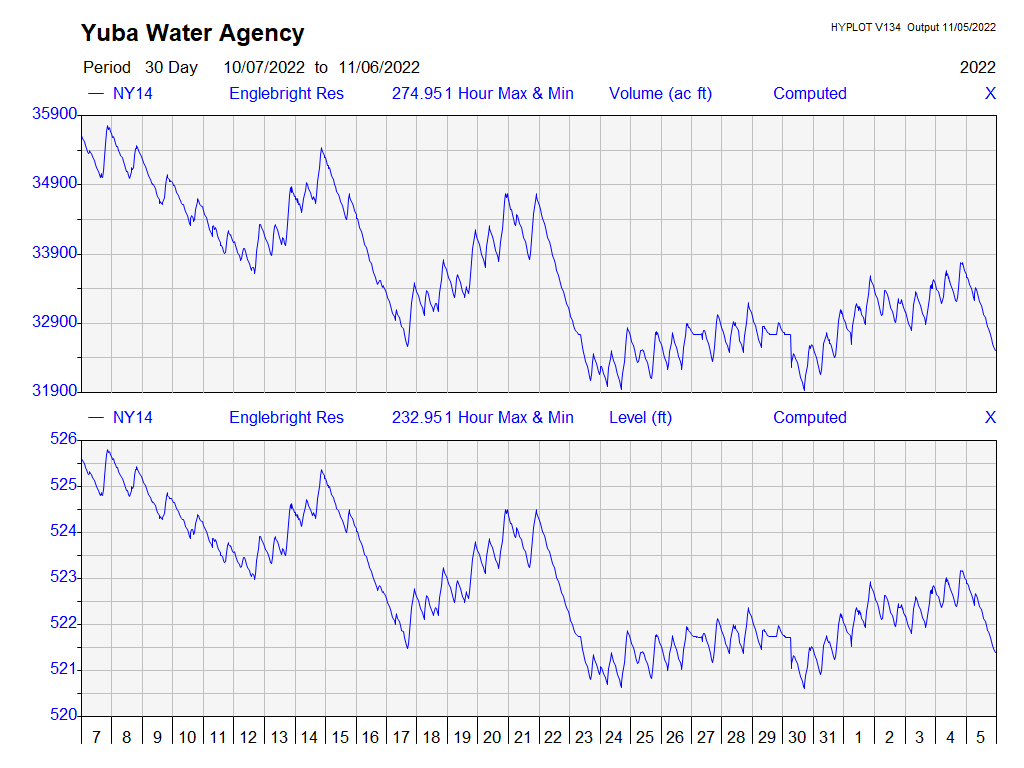 Yuba Water Agency
HYPLOT V134 Output 11/05/2022
Period 30 Day 10/07/2022 to 11/06/2022 2022
NY14 Englebright Res 274.951 Hour Max & Min Volume (ac ft) Computed X
35900
34900
33900
32900
31900
NY14 Englebright Res 232.951 Hour Max & Min Level (ft) Computed X
526
525
524
523
522
521
520
7 8 9 10 11 12 13 14 15 16 17 18 19 20 21 22 23 24 25 26 27 28 29 30 31 1 2 3 4 5